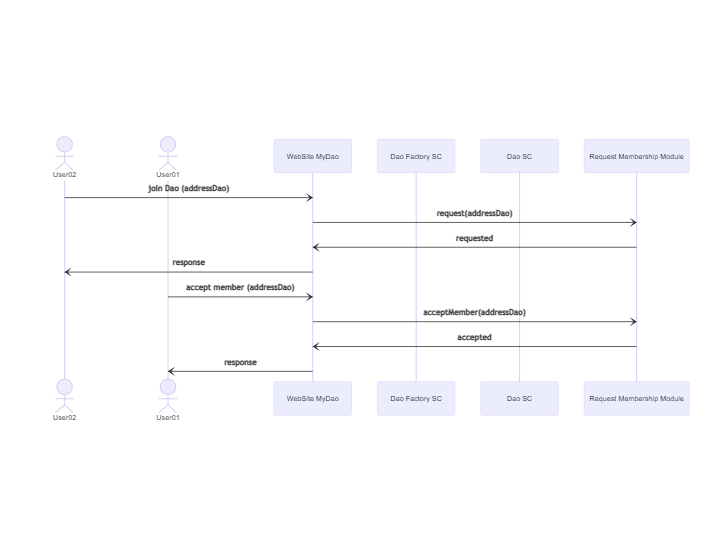 User02
User01
WebSite MyDao
Dao Factory SC
Dao SC
Request Membership Module
join Dao (addressDao)
request(addressDao)
requested
response
accept member (addressDao)
acceptMember(addressDao)
accepted
response
User02
User01
WebSite MyDao
Dao Factory SC
Dao SC
Request Membership Module